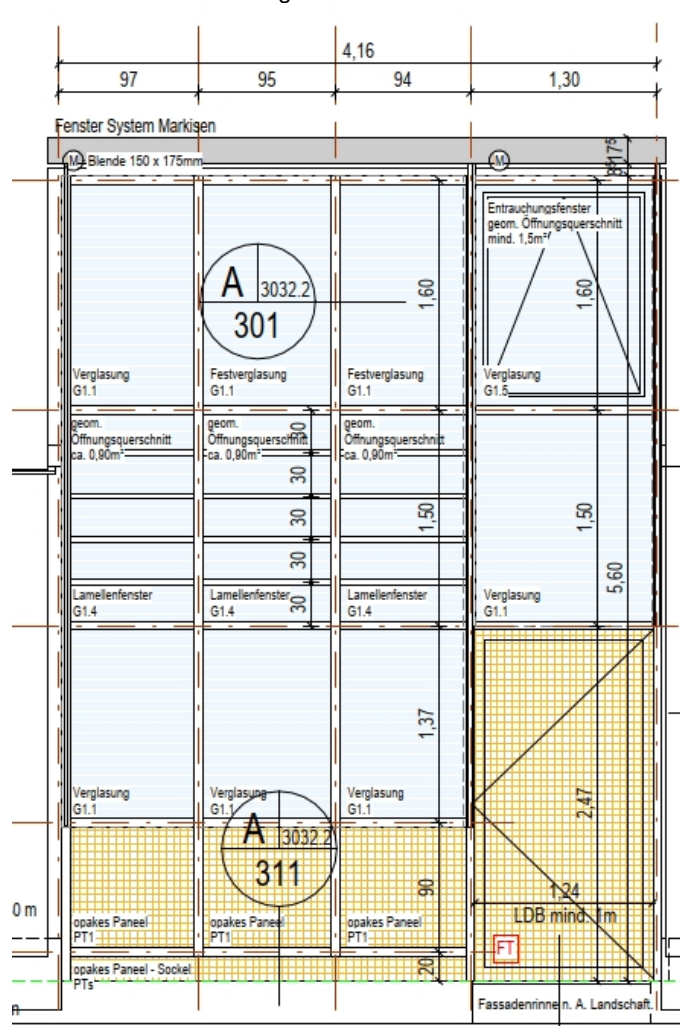 4,16
97
95
94
1,30
Fenster System Markisen
M
Blende 150 x 175mm
M
8⁵
17⁵
Entrauchungsfenster
geom. Öffnungsquerschnitt
mind. 1,5m²
A
3032.2
301
1,60
1,60
Verglasung
G1.1
Festverglasung
G1.1
Festverglasung
G1.1
Verglasung
G1.5
geom.
Öffnungsquerschnitt
ca. 0,90m²
geom.
Öffnungsquerschnitt
ca. 0,90m²
geom.
Öffnungsquerschnitt
ca. 0,90m²
30
30
30
30
30
1,50
1,50
5,60
Lamellenfenster
G1.4
Lamellenfenster
G1.4
Lamellenfenster
G1.4
Verglasung
G1.1
1,37
Verglasung
G1.1
Verglasung
G1.1
Verglasung
G1.1
A
3032.2
311
2,47
90
1,24
LDB mind. 1m
0 m
opakes Paneel
PT1
opakes Paneel
PT1
opakes Paneel
PT1
FT
opakes Paneel - Sockel
PTs
20
Fassadenrinne n. A. Landschaft.